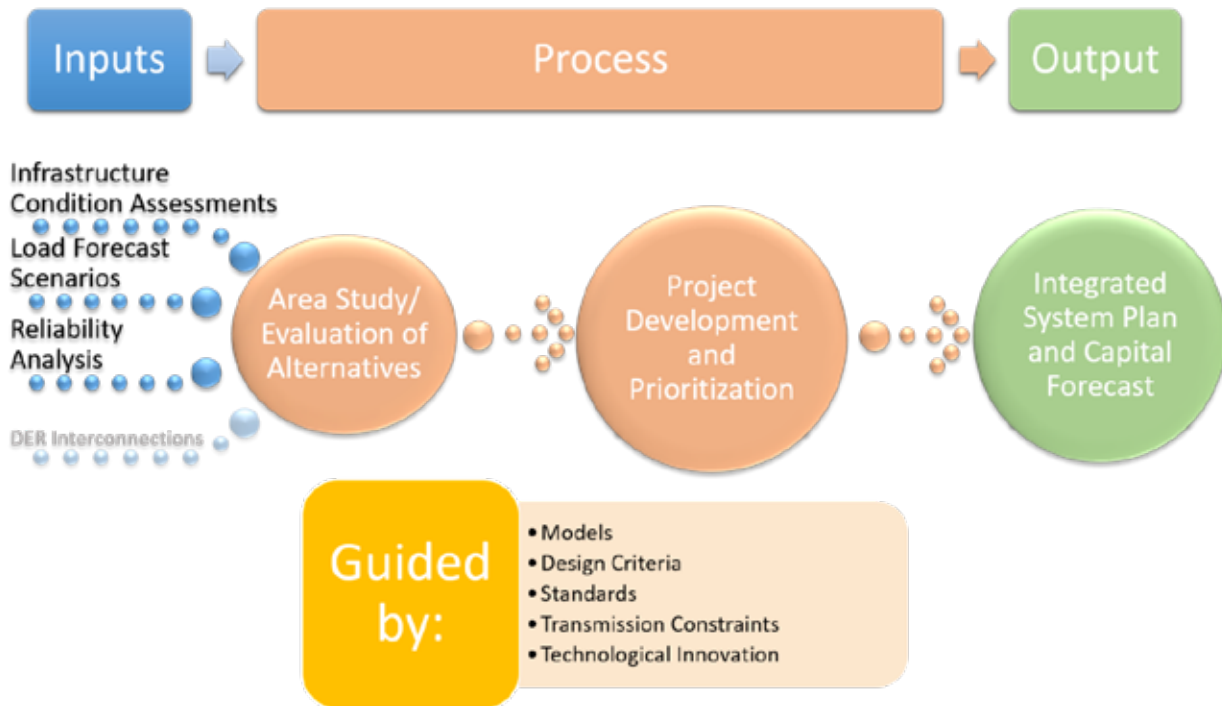 Inputs
Process
Output
Infrastructure
Condition Assessments
Load Forecast
Scenarios
Reliability
Analysis
DER Interconnections
Area Study/
Evaluation of
Alternatives
Project
Development
and
Prioritization
Integrated
System Plan
and Capital
Forecast
Guided
by:
• Models
• Design Criteria
• Standards
• Transmission Constraints
• Technological Innovation